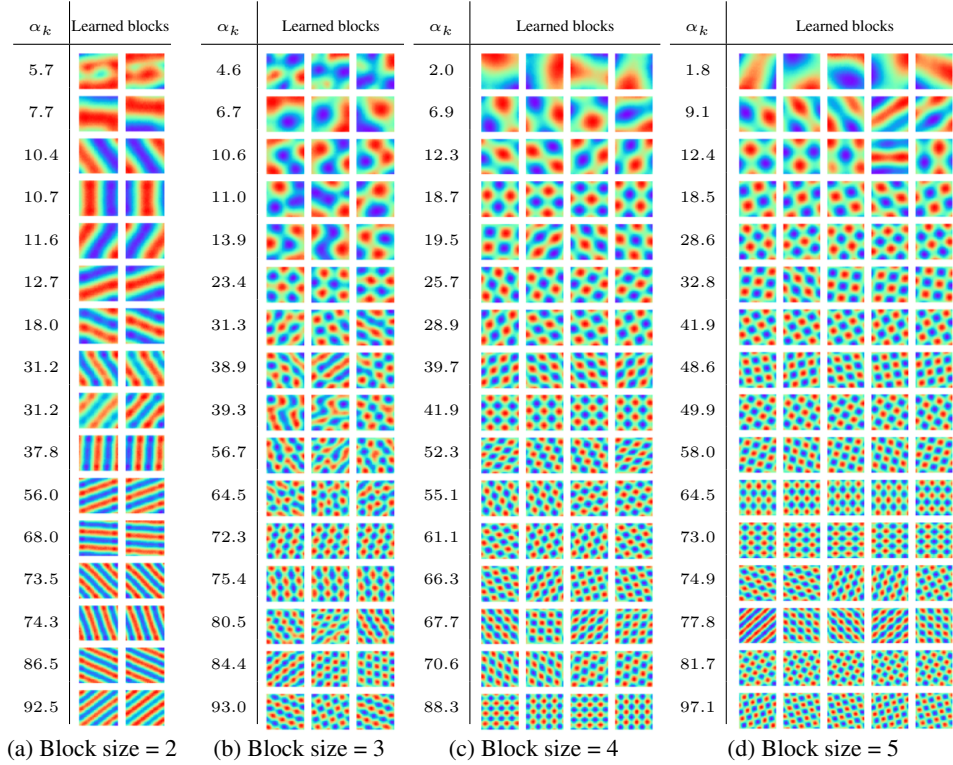 αk Learned blocks αk Learned blocks αk Learned blocks αk Learned blocks
5.7 4.6 2.0 1.8
7.7 6.7 6.9 9.1
10.4 10.6 12.3 12.4
10.7 11.0 18.7 18.5
11.6 13.9 19.5 28.6
12.7 23.4 25.7 32.8
18.0 31.3 28.9 41.9
31.2 38.9 39.7 48.6
31.2 39.3 41.9 49.9
37.8 56.7 52.3 58.0
56.0 64.5 55.1 64.5
68.0 72.3 61.1 73.0
73.5 75.4 66.3 74.9
74.3 80.5 67.7 77.8
86.5 84.4 70.6 81.7
92.5 93.0 88.3 97.1
(a) Block size = 2 (b) Block size = 3 (c) Block size = 4 (d) Block size = 5